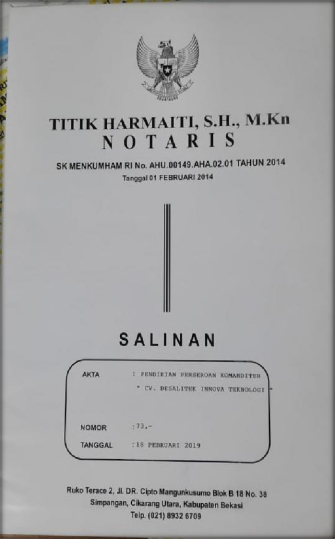 TITIK HARMAITI, S.H., M.Kn
NOTARIS
SK MENKUMHAM RI No. AHU.00149.AHA.02.01 TAHUN 2014
Tanggal 01 FEBRUARI 2014
SALINAN
AKTA : PENDIRIAN PERSEROAN KOMANDITER
" CV. DESALITEK INNOVA TEKNOLOGI "
NOMOR : 72.-
TANGGAL : 18 FEBRUARI 2019
Ruko Terace 2, Jl. DR. Cipto Mangunkusumo Blok B 18 No. 38
Simpangan, Cikarang Utara, Kabupaten Bekasi
Telp. (021) 8932 6709